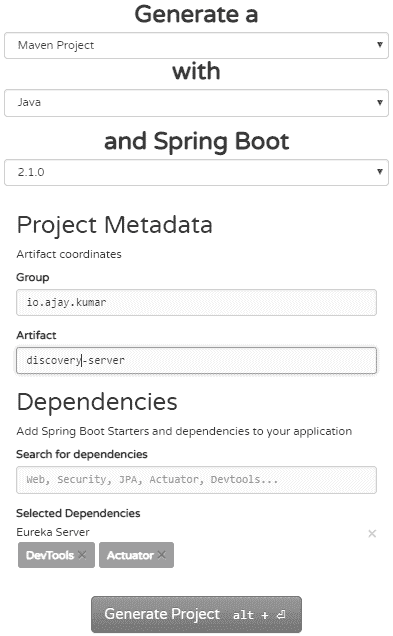 Generate a
Maven Project
with
Java
and Spring Boot
2.1.0
Project Metadata
Artifact coordinates
Group
io.ajay.kumar
Artifact
discovery-server
Dependencies
Add Spring Boot Starters and dependencies to your application
Search for dependencies
Web, Security, JPA, Actuator, Devtools...
Selected Dependencies
Eureka Server ×
DevTools × Actuator ×
Generate Project alt + ⏎